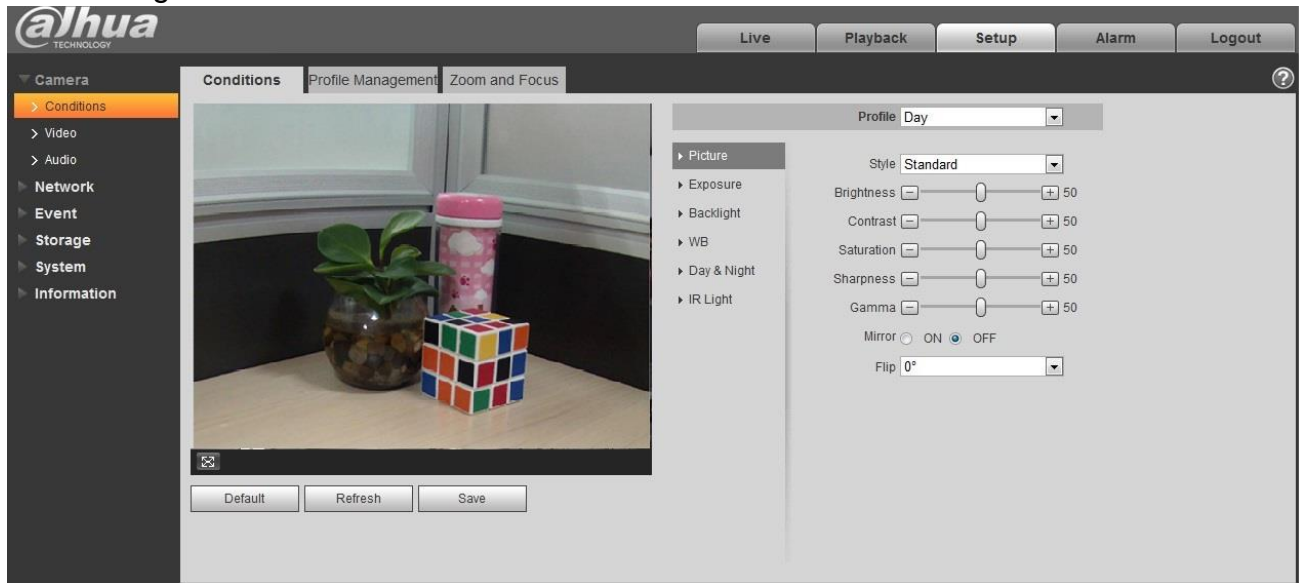 alhua
TECHNOLOGY
Live
Playback
Setup
Alarm
Logout
Camera
Conditions
Video
Audio
Network
Event
Storage
System
Information
Conditions
Profile Management
Zoom and Focus
?
Profile Day
Picture
Exposure
Backlight
WB
Day & Night
IR Light
Style Standard
Brightness 50
Contrast 50
Saturation 50
Sharpness 50
Gamma 50
Mirror ON OFF
Flip 0°
Default
Refresh
Save